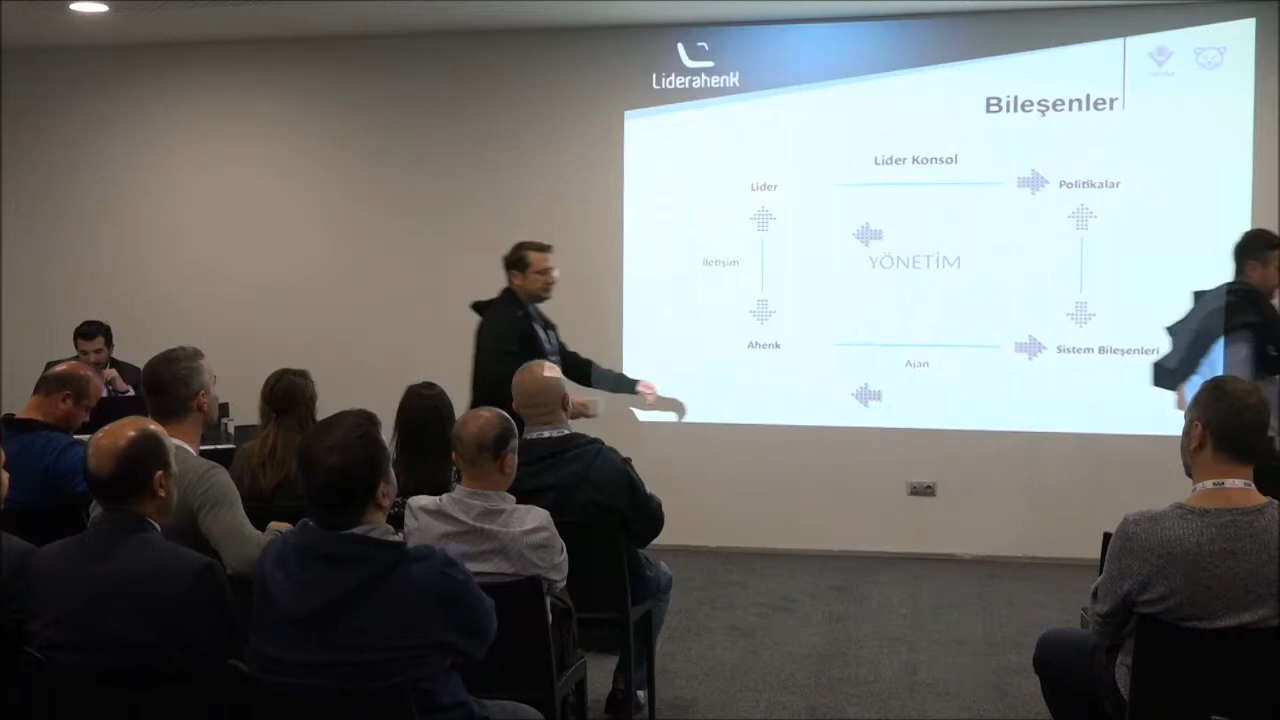 Liderahenk
Bileşenler
Lider Konsol
Lider
Politikalar
İletişim
YÖNETİM
Ahenk
Sistem Bileşenleri
Ajan